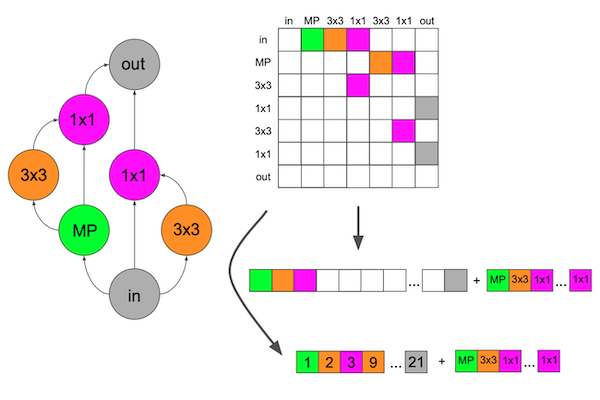 out
1x1
3x3
1x1
MP
3x3
in
in MP 3x3 1x1 3x3 1x1 out
in
MP
3x3
1x1
3x3
1x1
out
... + MP 3x3 1x1 ... 1x1
1 2 3 9 ... 21 + MP 3x3 1x1 ... 1x1